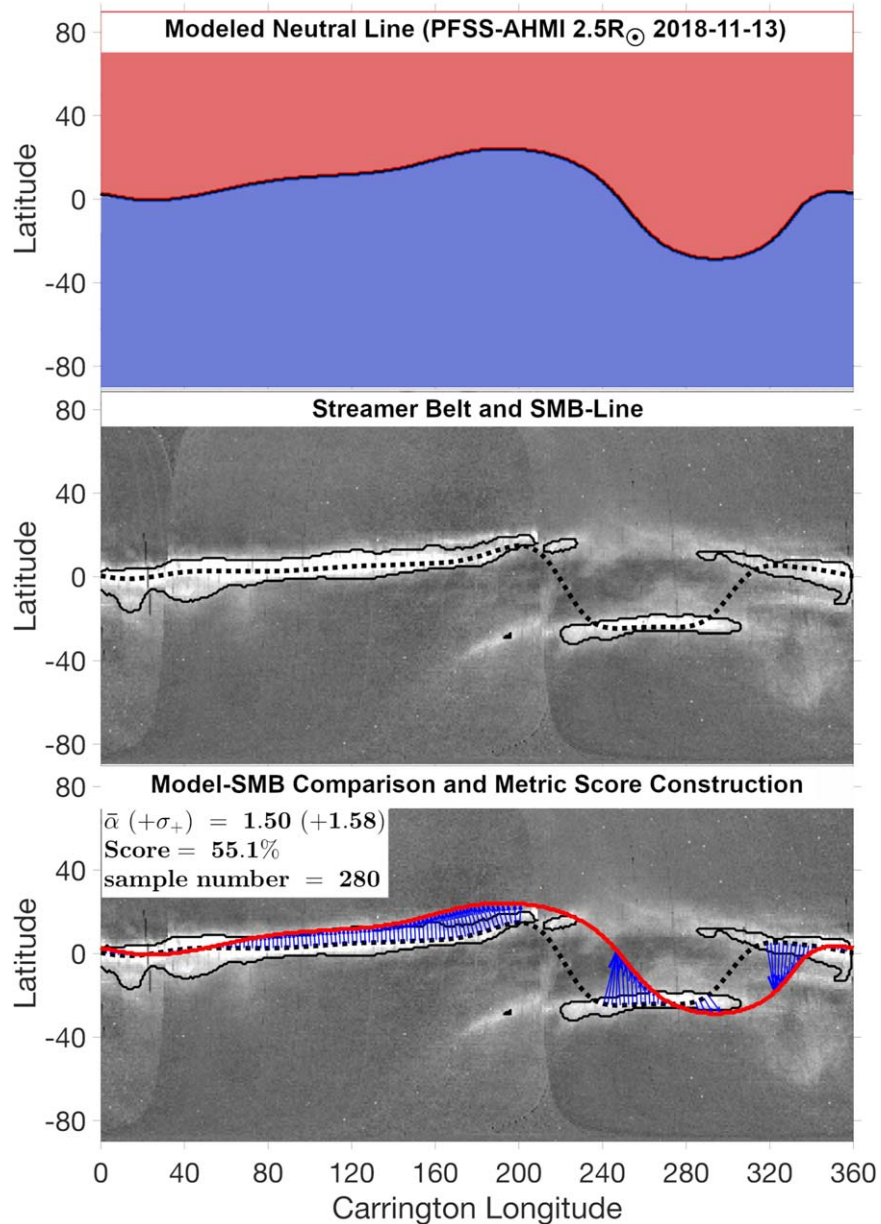 Modeled Neutral Line (PFSS-AHMI 2.5R☉ 2018-11-13)
80
40
0
-40
-80
Latitude
Streamer Belt and SMB-Line
80
40
0
-40
-80
Latitude
Model-SMB Comparison and Metric Score Construction
80
ᾱ (+σ₊) = 1.50 (+1.58)
Score = 55.1%
sample number = 280
40
0
-40
-80
Latitude
0 40 80 120 160 200 240 280 320 360
Carrington Longitude